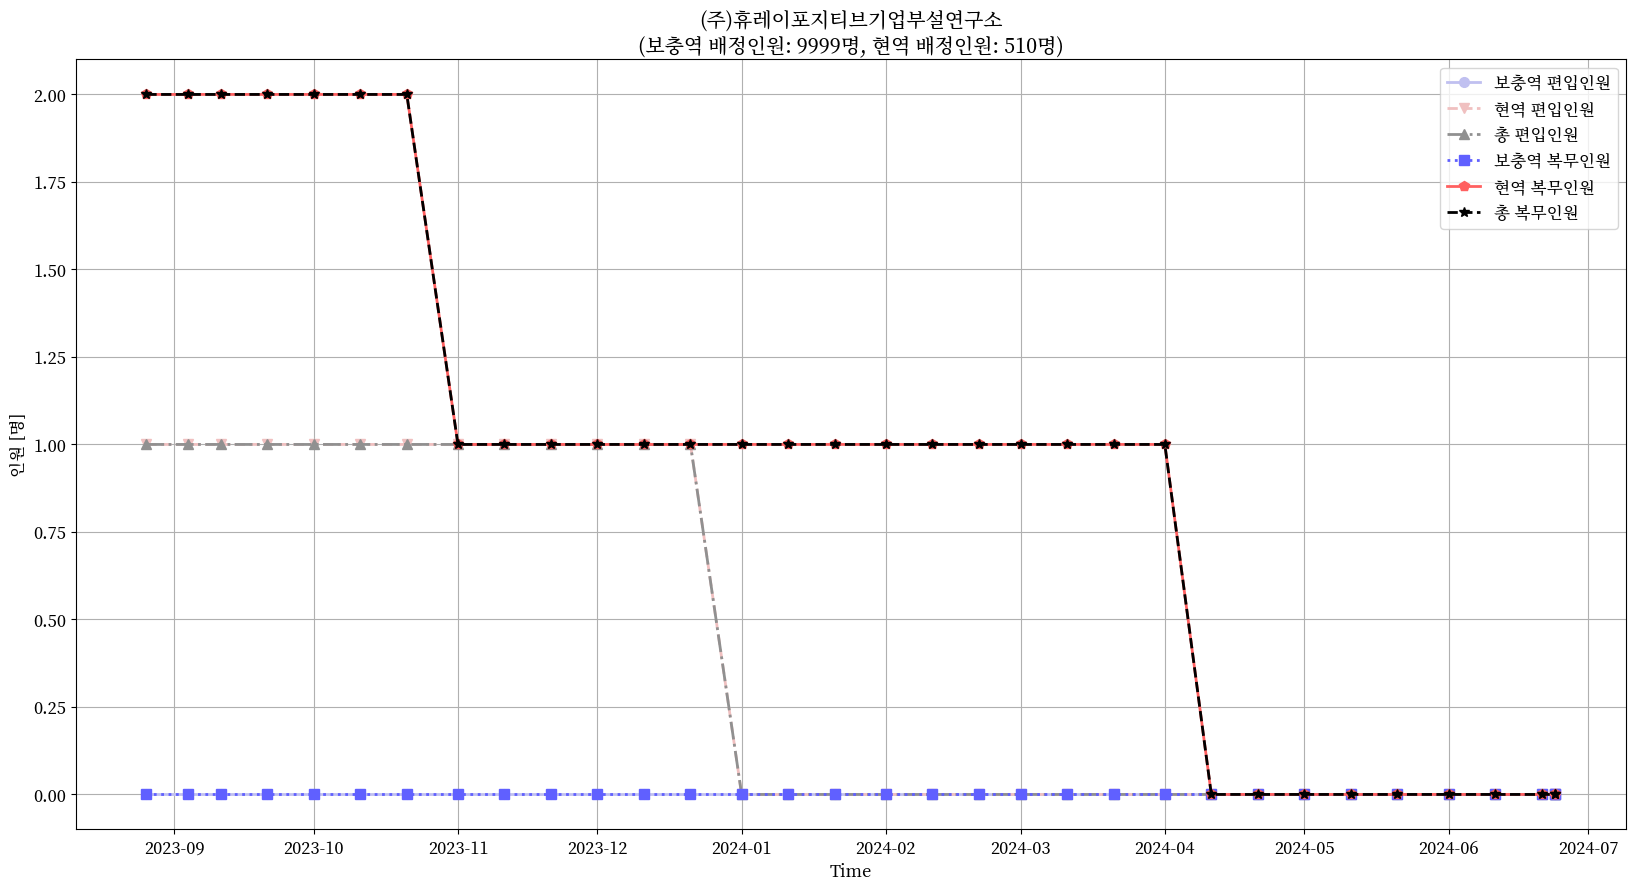 (주)휴레이포지티브기업부설연구소
(보충역 배정인원: 9999명, 현역 배정인원: 510명)
보충역 편입인원
현역 편입인원
총 편입인원
보충역 복무인원
현역 복무인원
총 복무인원
2.00
1.75
1.50
1.25
1.00
0.75
0.50
0.25
0.00
인원 [명]
2023-09 2023-10 2023-11 2023-12 2024-01 2024-02 2024-03 2024-04 2024-05 2024-06 2024-07
Time